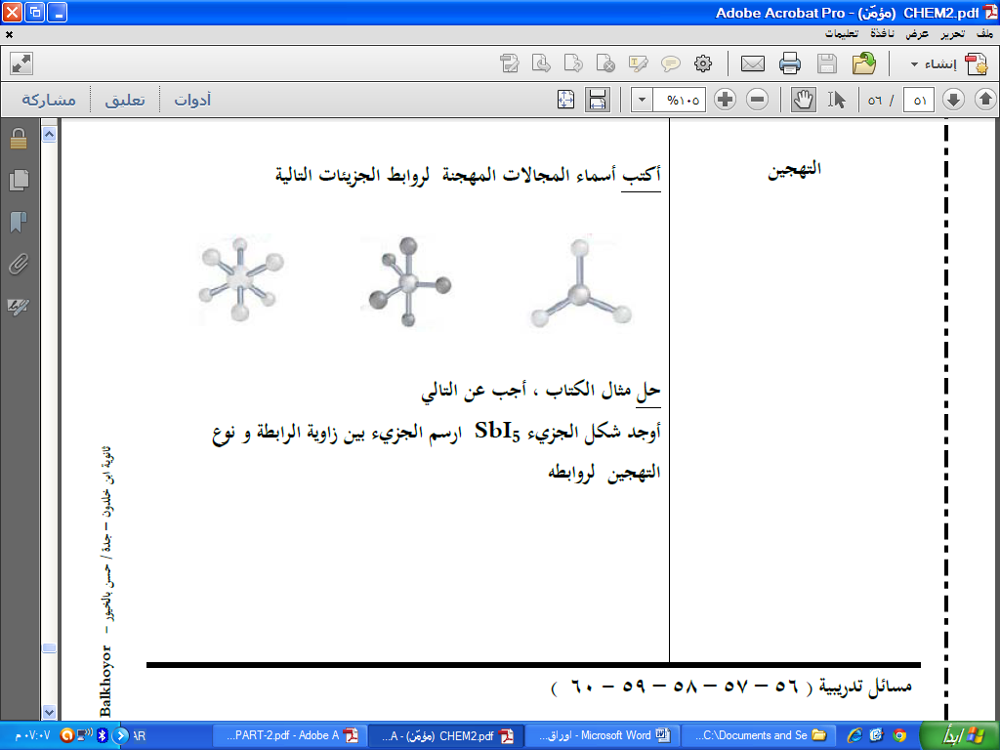 Adobe Acrobat Pro - (مؤمّن) CHEM2.pdf
ملف تحرير عرض نافذة تعليمات
إنشاء
٥١ / ٥٦
١٠٥%
أدوات تعليق مشاركة
التهجين
أكتب أسماء المجالات المهجنة لروابط الجزيئات التالية
حل مثال الكتاب ، أجب عن التالي
أوجد شكل الجزيء SbI5 ارسم الجزيء بين زاوية الرابطة و نوع
التهجين لروابطه
مسائل تدريبية ( ٥٦ – ٥٧ – ٥٨ – ٥٩ – ٦٠ )
ثانوية ابن خلدون – جدة / حسن بالخيور – Balkhoyor
ابدأ
C:\Documents and Se...
اوراق... - Microsoft Word
CHEM2.pdf (مؤمّن) - A...
PART-2.pdf - Adobe A...
AR
٠٧:٠٧ م